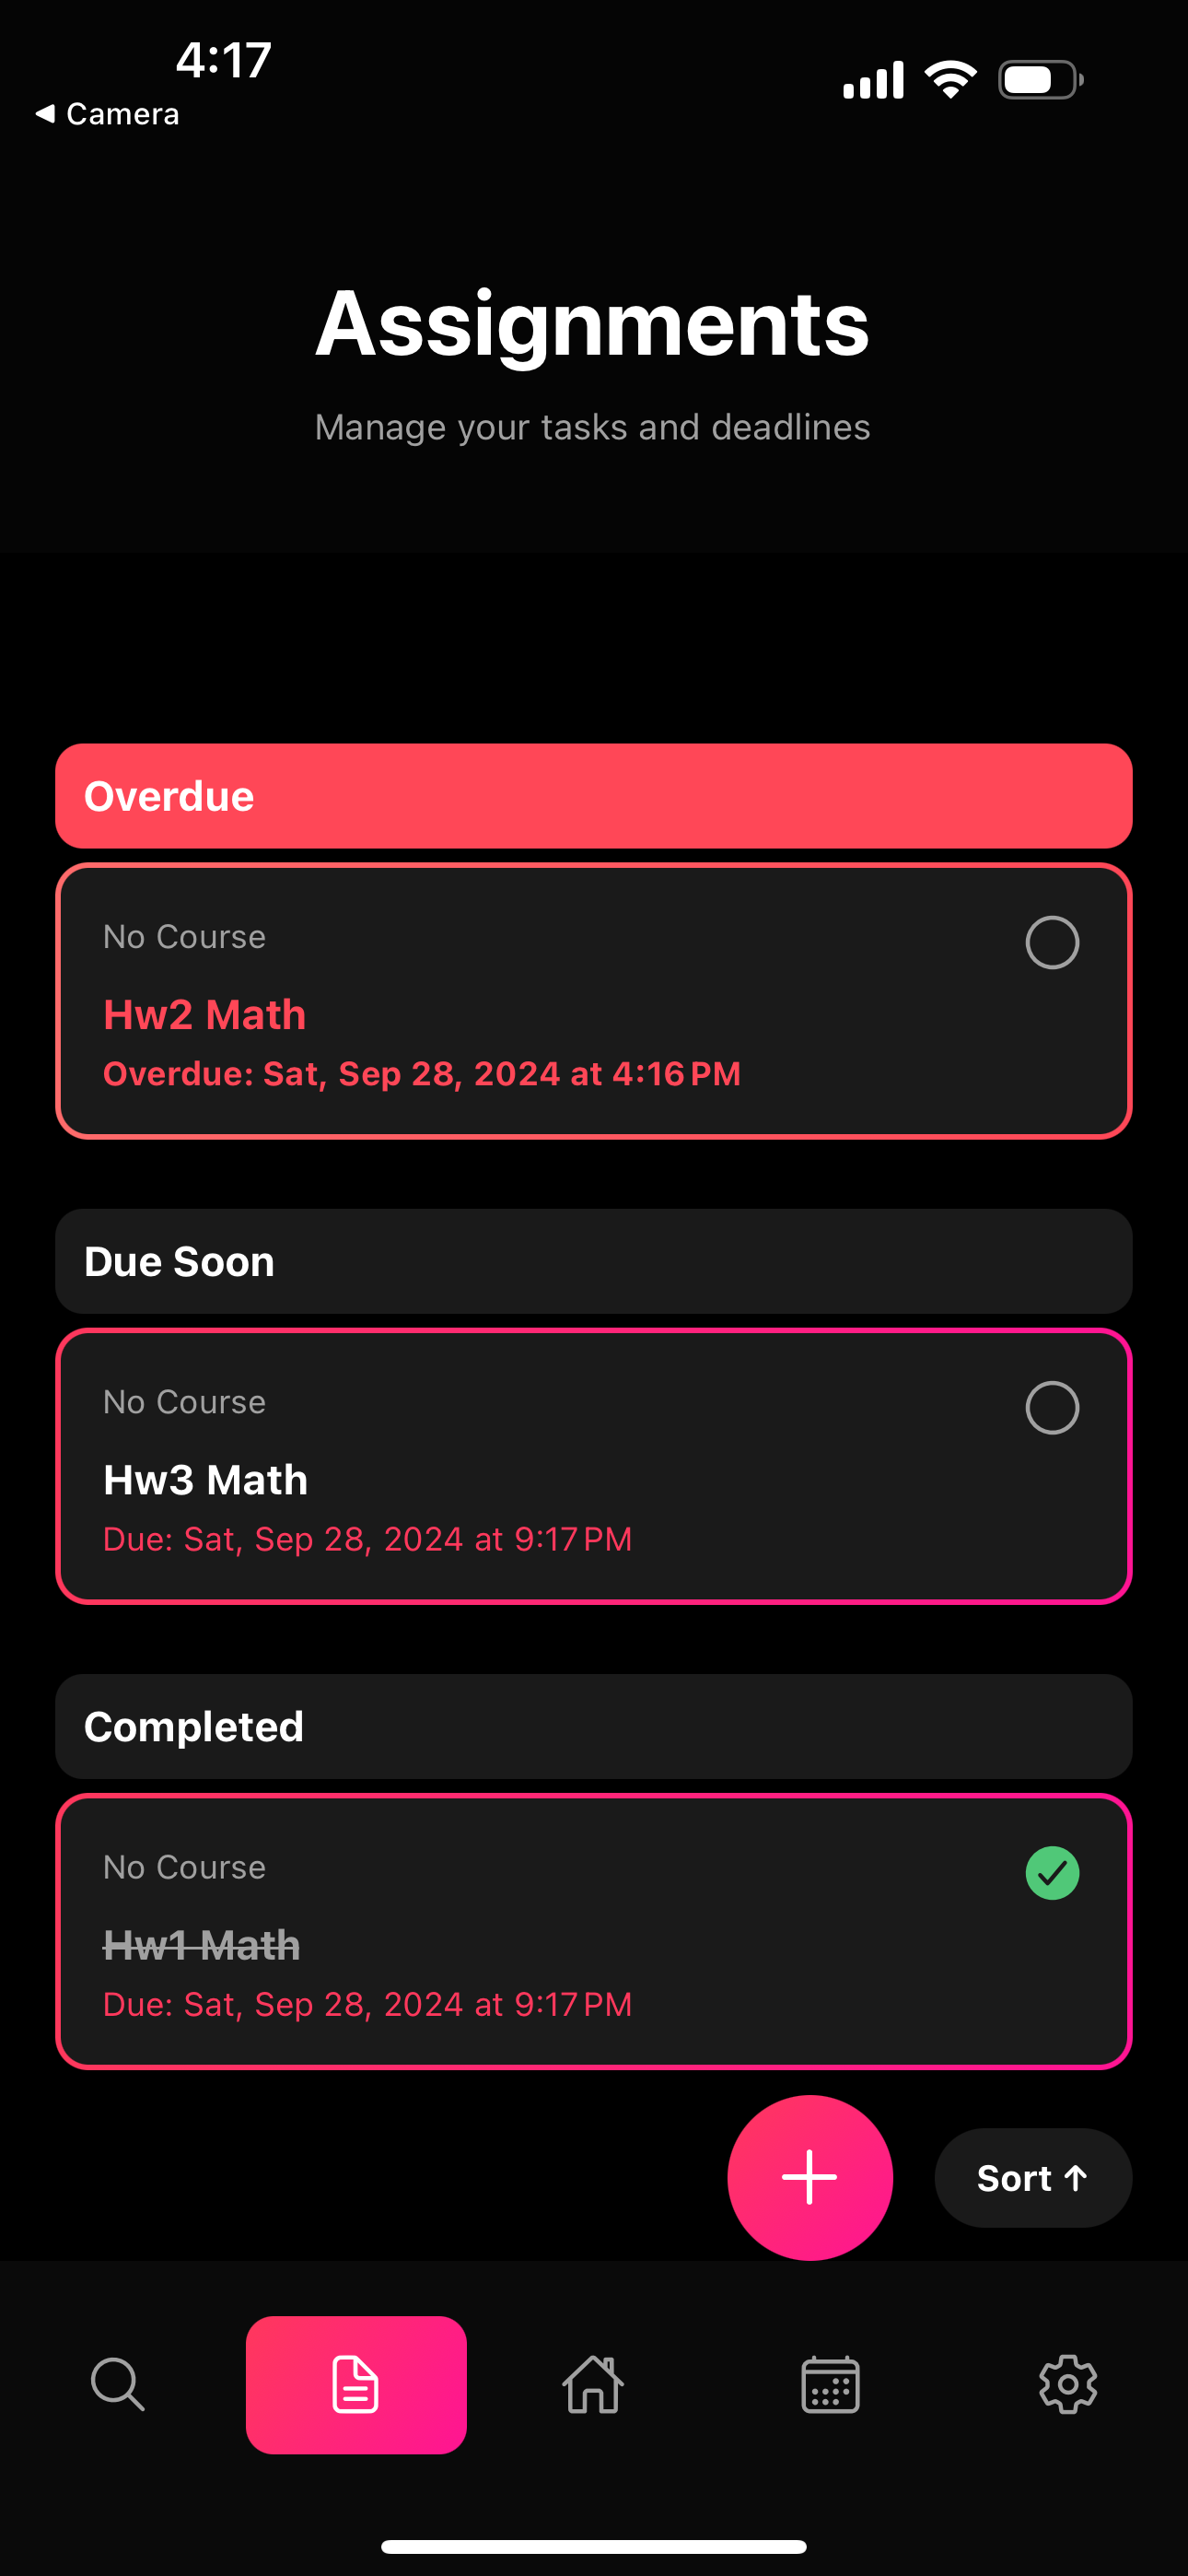 4:17
Camera
Assignments
Manage your tasks and deadlines
Overdue
No Course
Hw2 Math
Overdue: Sat, Sep 28, 2024 at 4:16 PM
Due Soon
No Course
Hw3 Math
Due: Sat, Sep 28, 2024 at 9:17 PM
Completed
No Course
Hw1 Math
Due: Sat, Sep 28, 2024 at 9:17 PM
Sort ↑